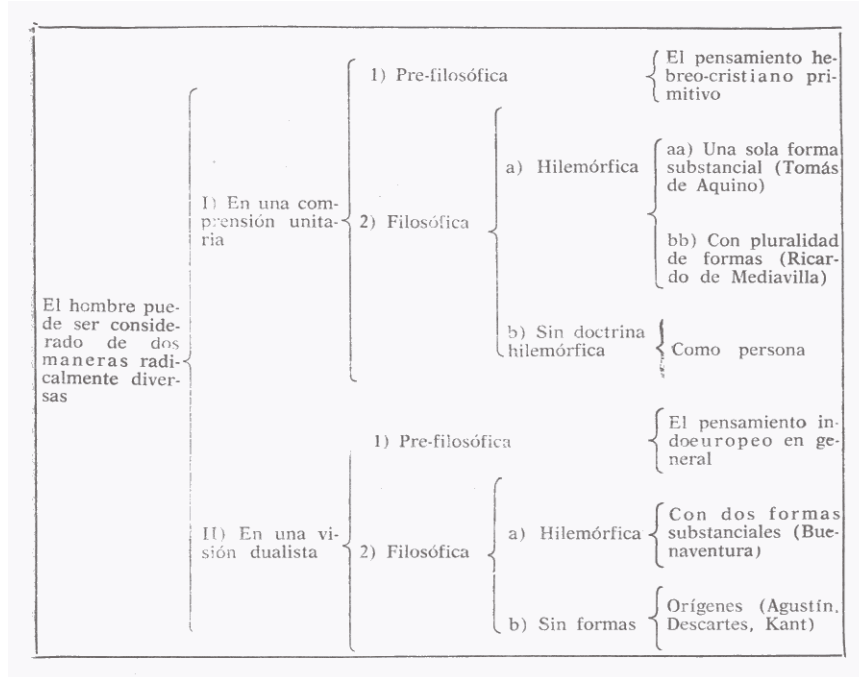 El hombre pue-
de ser conside-
rado de dos
maneras radi-
calmente diver-
sas
I) En una com-
prensión unita-
ria
1) Pre-filosófica
El pensamiento he-
breo-cristiano pri-
mitivo
2) Filosófica
a) Hilemórfica
aa) Una sola forma
substancial (Tomás
de Aquino)
bb) Con pluralidad
de formas (Ricar-
do de Mediavilla)
b) Sin doctrina
hilemórfica
Como persona
II) En una vi-
sión dualista
1) Pre-filosófica
El pensamiento in-
doeuropeo en ge-
neral
2) Filosófica
a) Hilemórfica
Con dos formas
substanciales (Bue-
naventura)
b) Sin formas
Orígenes (Agustín,
Descartes, Kant)